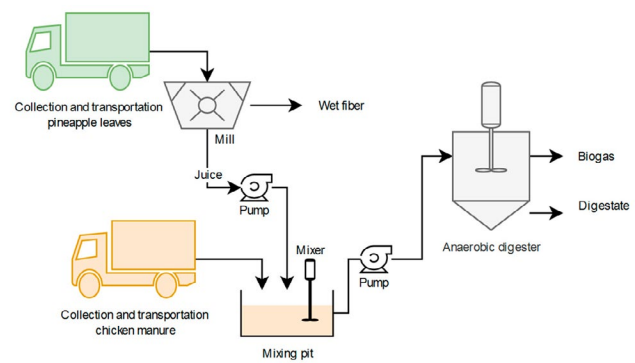 Collection and transportation
pineapple leaves
Wet fiber
Mill
Juice
Pump
Biogas
Digestate
Anaerobic digester
Mixer
Pump
Collection and transportation
chicken manure
Mixing pit